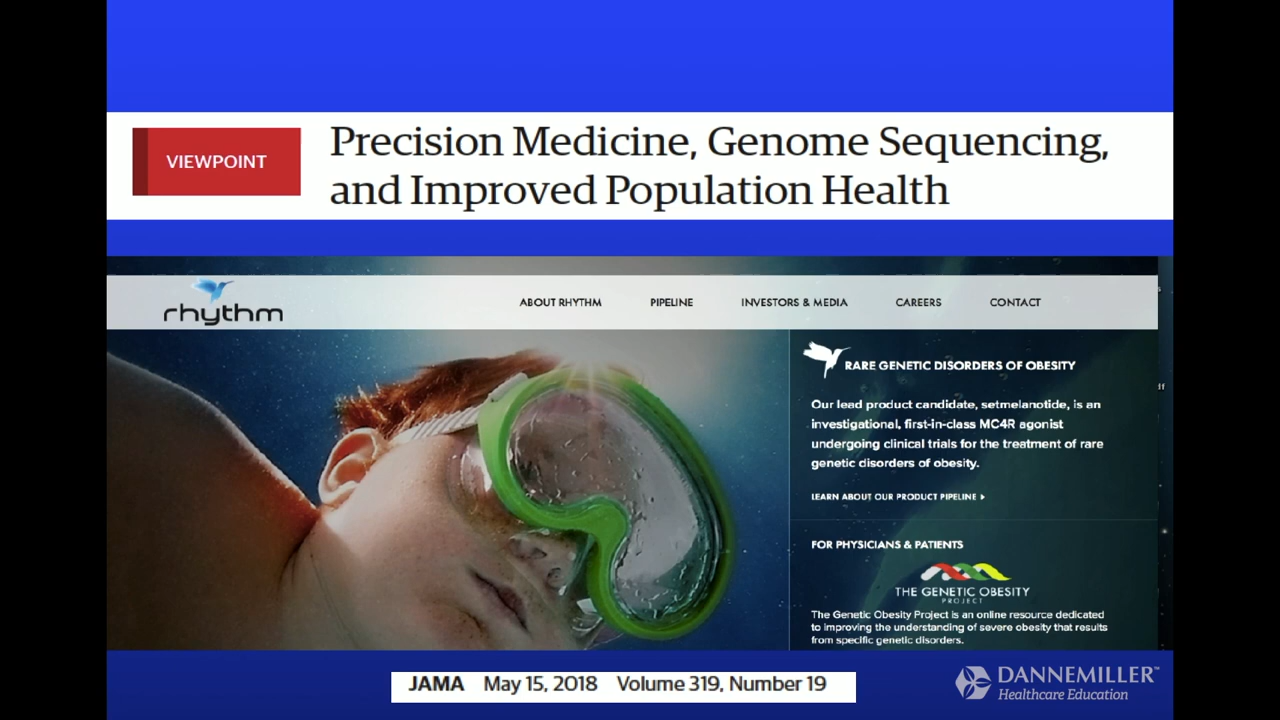 VIEWPOINT
Precision Medicine, Genome Sequencing,
and Improved Population Health
rhythm
ABOUT RHYTHM PIPELINE INVESTORS & MEDIA CAREERS CONTACT
RARE GENETIC DISORDERS OF OBESITY
Our lead product candidate, setmelanotide, is an
investigational, first-in-class MC4R agonist
undergoing clinical trials for the treatment of rare
genetic disorders of obesity.
LEARN ABOUT OUR PRODUCT PIPELINE
FOR PHYSICIANS & PATIENTS
THE GENETIC OBESITY
PROJECT
The Genetic Obesity Project is an online resource dedicated
to improving the understanding of severe obesity that results
from specific genetic disorders.
JAMA May 15, 2018 Volume 319, Number 19
DANNEMILLER™
Healthcare Education